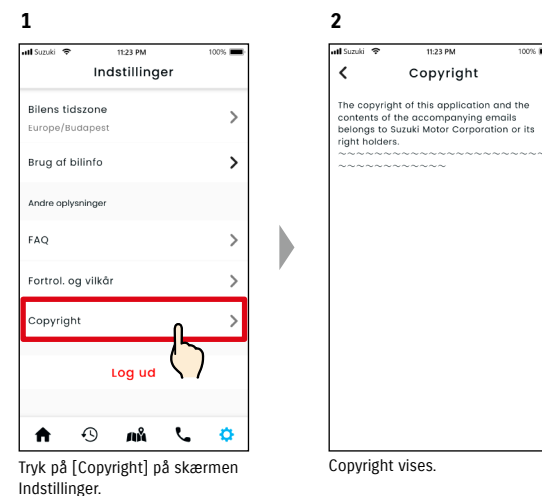 1
Suzuki 11:23 PM 100%
Indstillinger
Bilens tidszone
Europe/Budapest
Brug af bilinfo
Andre oplysninger
FAQ
Fortrol. og vilkår
Copyright
Log ud
Tryk på [Copyright] på skærmen
Indstillinger.
2
Suzuki 11:23 PM 100%
Copyright
The copyright of this application and the
contents of the accompanying emails
belongs to Suzuki Motor Corporation or its
right holders.
~~~~~~~~~~~~~~~~~~~~~~~
~~~~~~~~~~~~
Copyright vises.